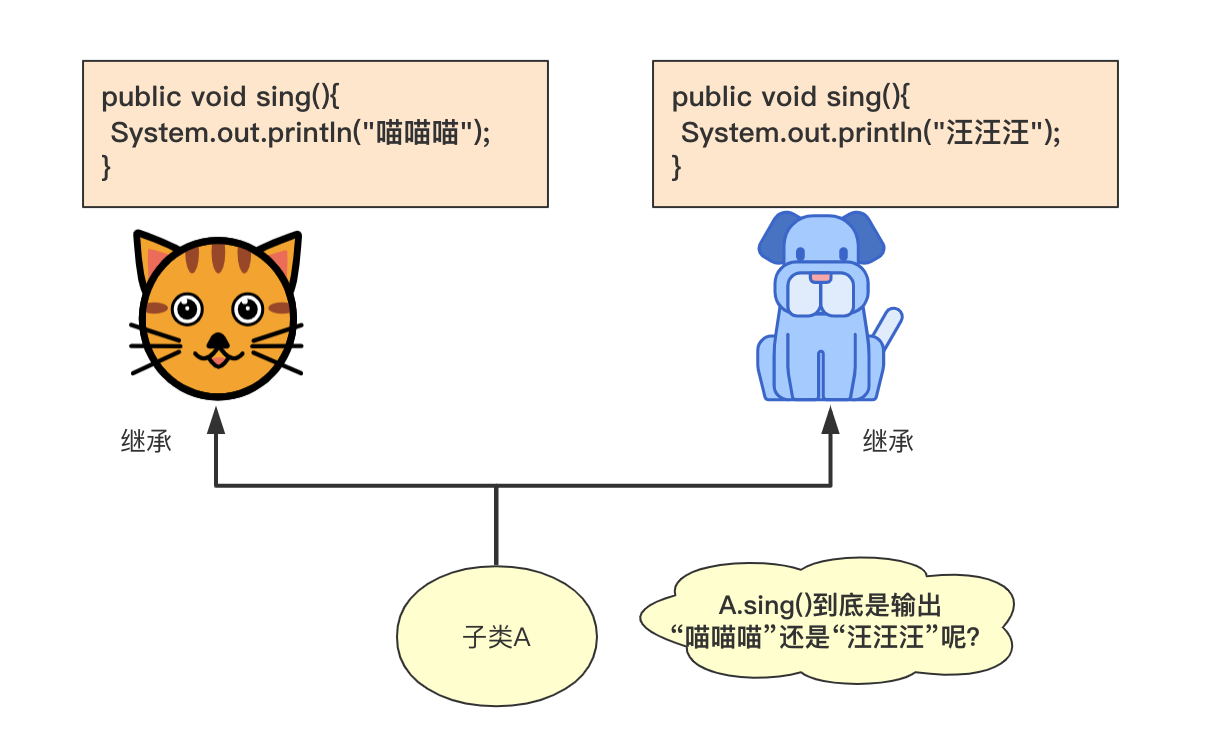 public void sing(){
System.out.println("喵喵喵");
}
public void sing(){
System.out.println("汪汪汪");
}
继承
继承
子类A
A.sing()到底是输出
“喵喵喵”还是“汪汪汪”呢?